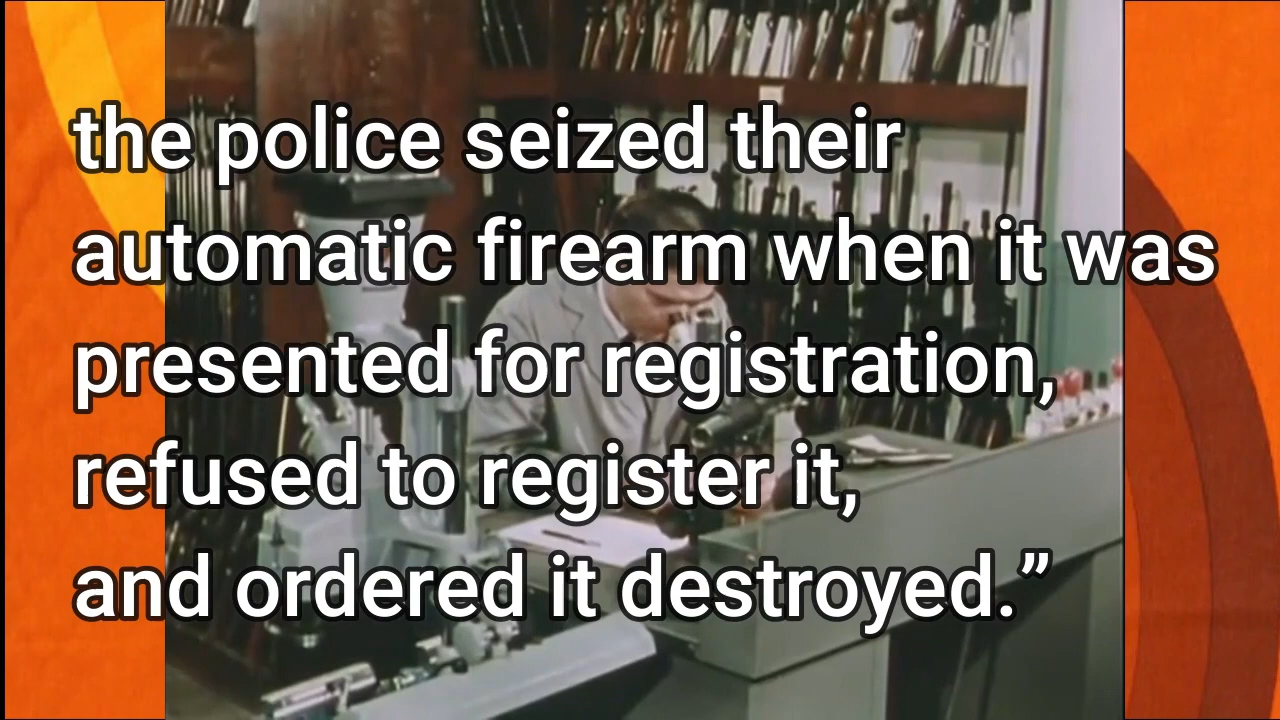 the police seized their
automatic firearm when it was
presented for registration,
refused to register it,
and ordered it destroyed.”